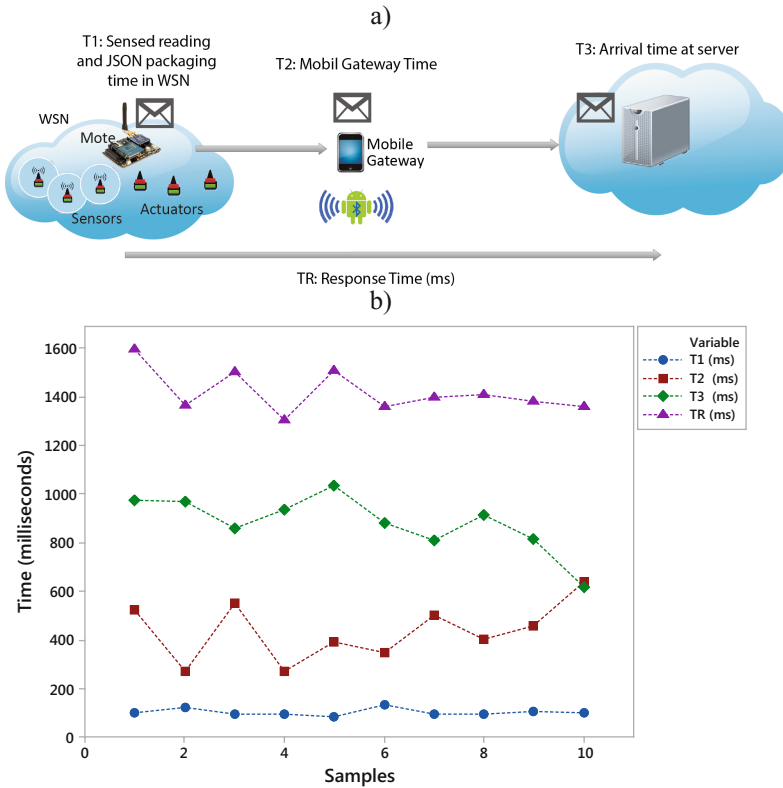 a)
T1: Sensed reading
and JSON packaging
time in WSN
T2: Mobil Gateway Time
T3: Arrival time at server
WSN
Mote
Mobile
Gateway
Sensors
Actuators
TR: Response Time (ms)
b)
Time (milliseconds)
1600
1400
1200
1000
800
600
400
200
0
0
2
4
6
8
10
Samples
Variable
T1 (ms)
T2 (ms)
T3 (ms)
TR (ms)